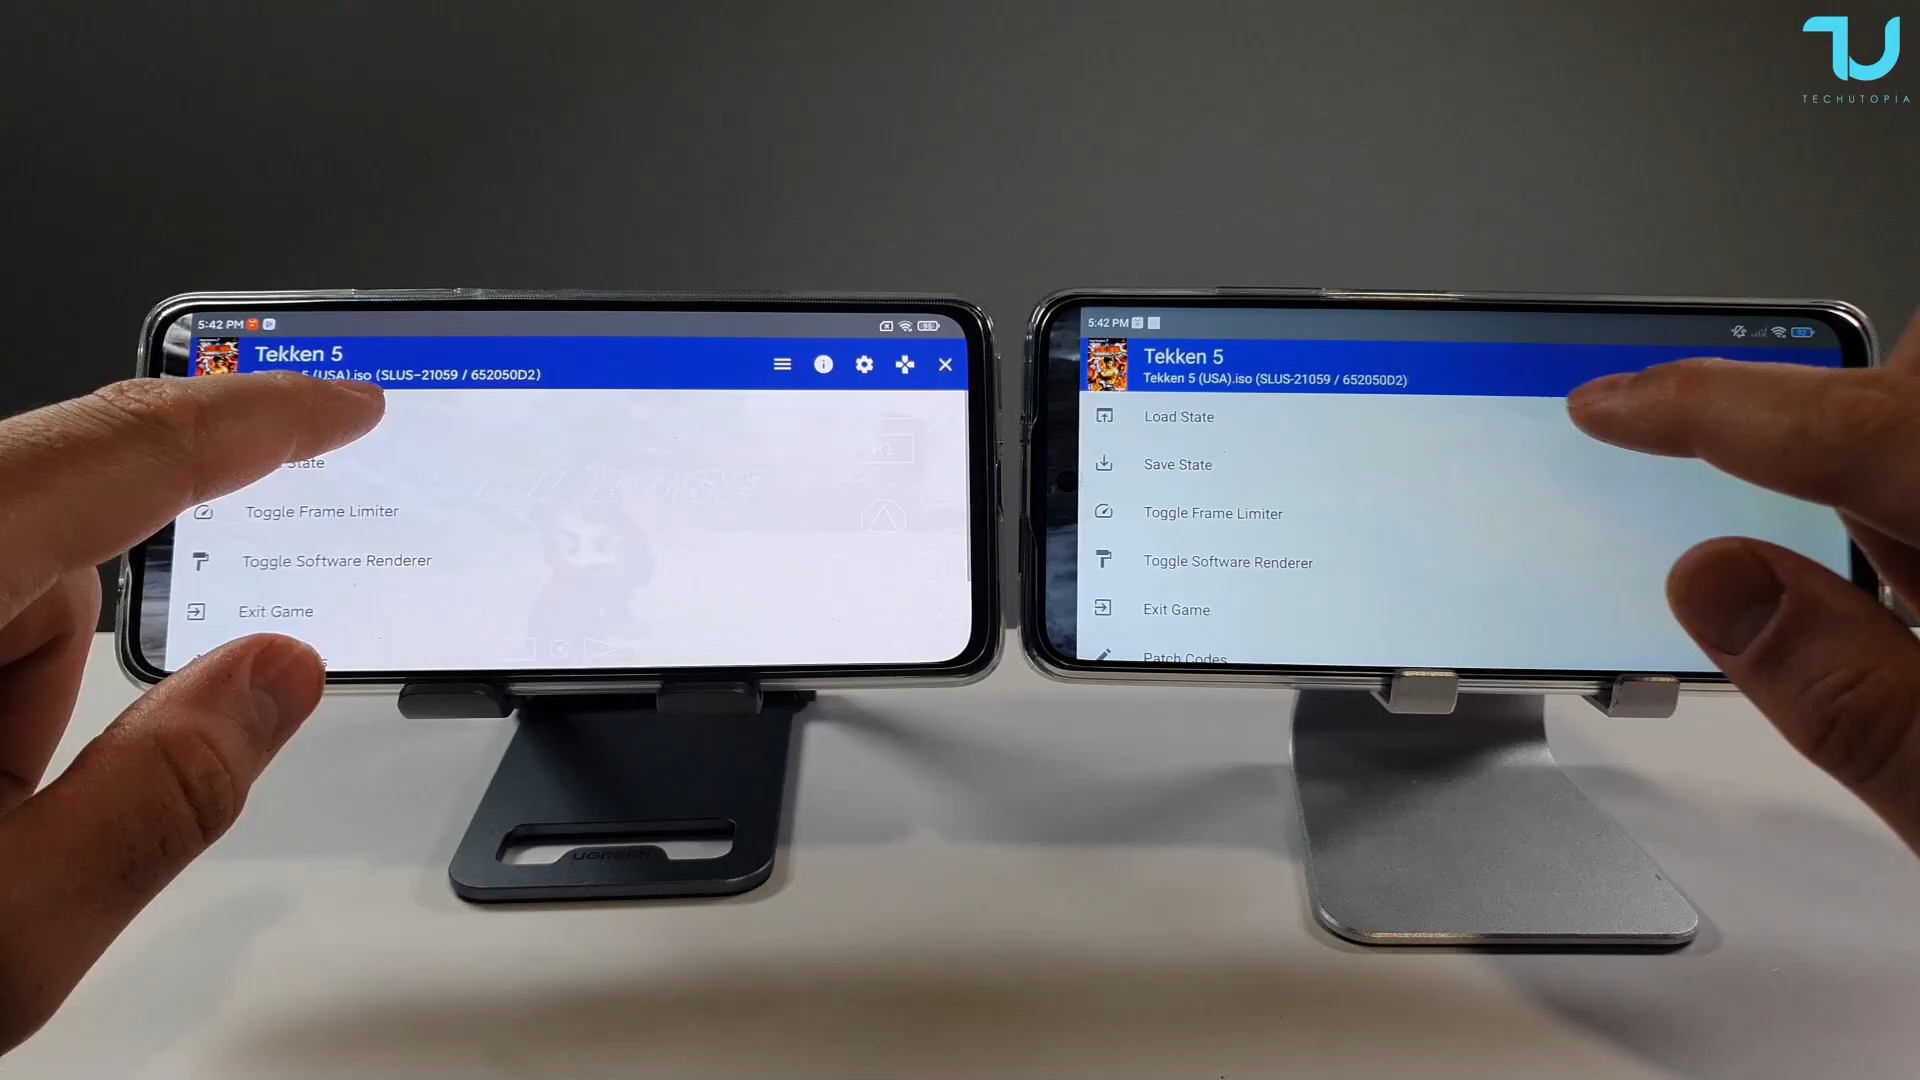 TECHUTOPIA
5:42 PM
95
Tekken 5
5 (USA).iso (SLUS-21059 / 652050D2)
State
Toggle Frame Limiter
Toggle Software Renderer
Exit Game
R1
UGREEN
5:42 PM
Tekken 5
Tekken 5 (USA).iso (SLUS-21059 / 652050D2)
Load State
Save State
Toggle Frame Limiter
Toggle Software Renderer
Exit Game
Patch Codes